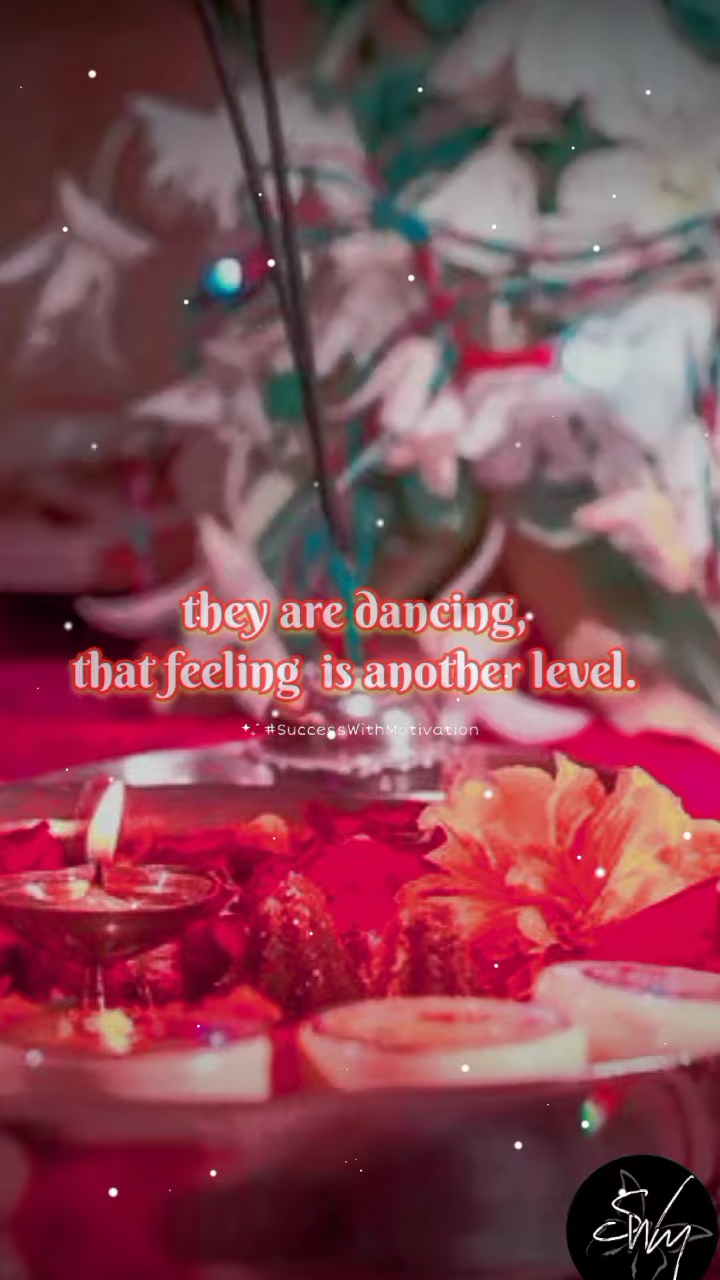 they are dancing,
that feeling is another level.
#SuccessWithMotivation